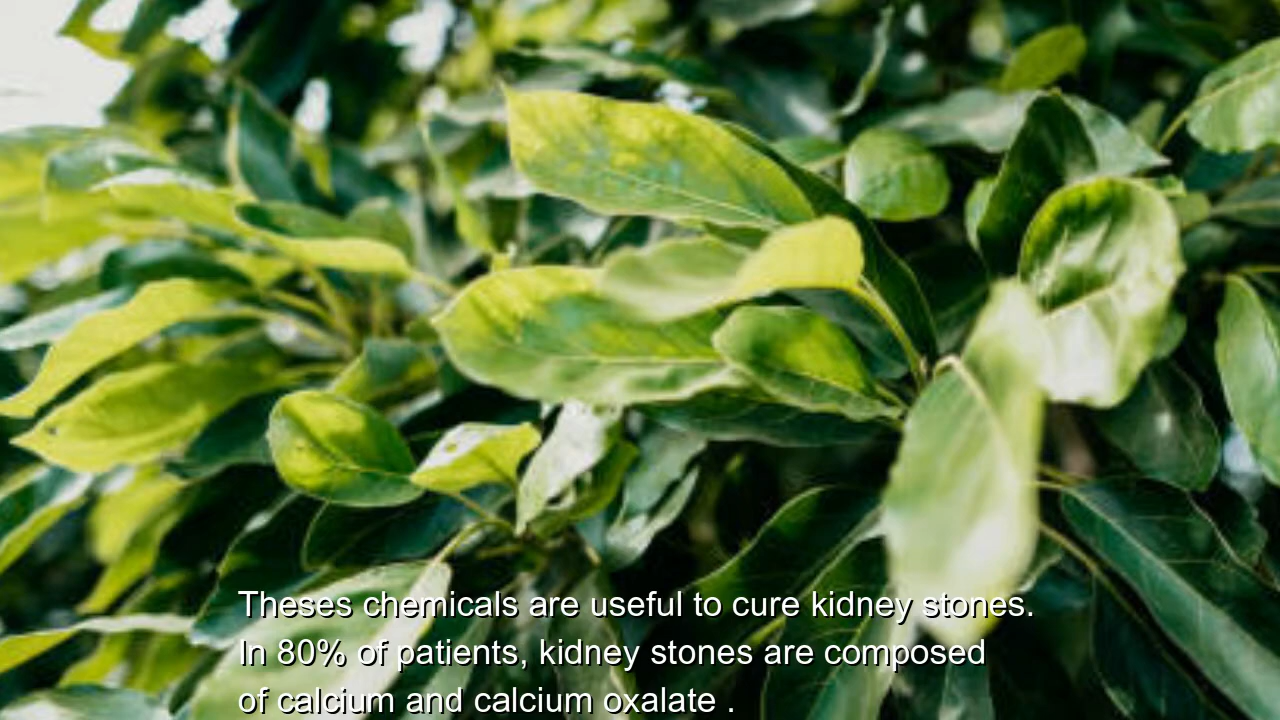 Theses chemicals are useful to cure kidney stones.
In 80% of patients, kidney stones are composed
of calcium and calcium oxalate .